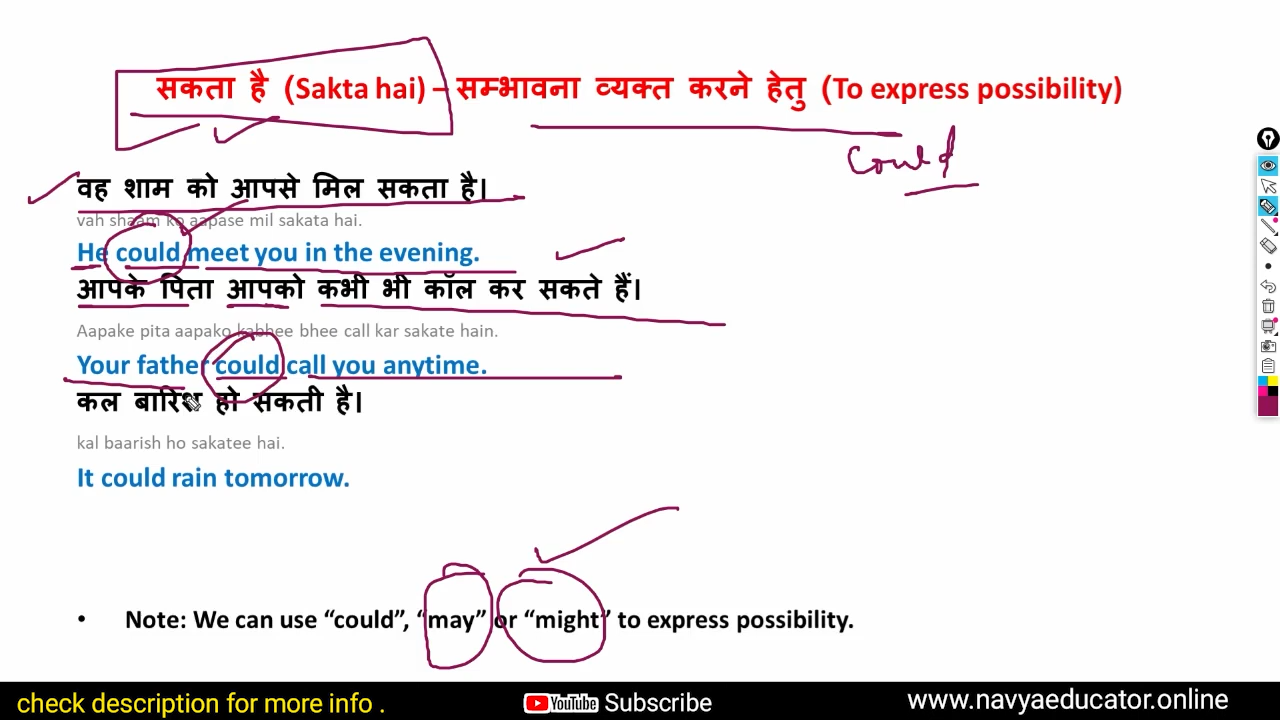 सकता है (Sakta hai) – सम्भावना व्यक्त करने हेतु (To express possibility)
could
वह शाम को आपसे मिल सकता है।
vah shaam ko aapase mil sakata hai.
He could meet you in the evening.
आपके पिता आपको कभी भी कॉल कर सकते हैं।
Aapake pita aapako kabhee bhee call kar sakate hain.
Your father could call you anytime.
कल बारिश हो सकती है।
kal baarish ho sakatee hai.
It could rain tomorrow.
• Note: We can use “could”, “may” or “might” to express possibility.
check description for more info . YouTube Subscribe www.navyaeducator.online